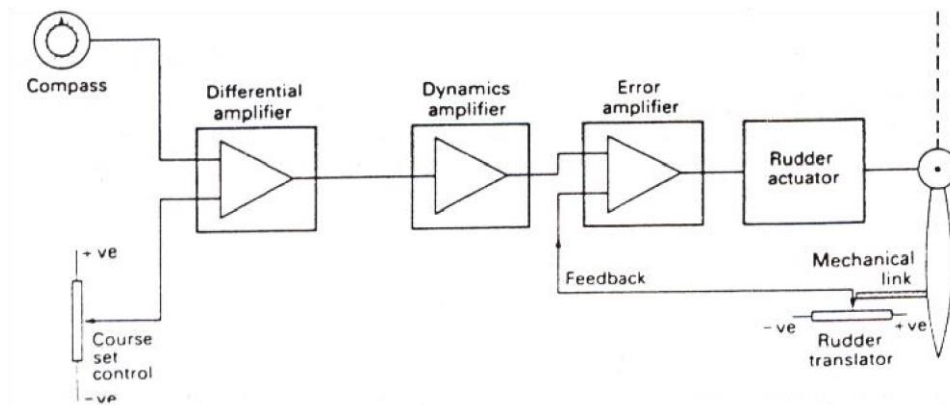 Compass
Differential
amplifier
Dynamics
amplifier
Error
amplifier
Rudder
actuator
+ ve
Course
set
control
-ve
Feedback
Mechanical
link
-ve
+ve
Rudder
translator